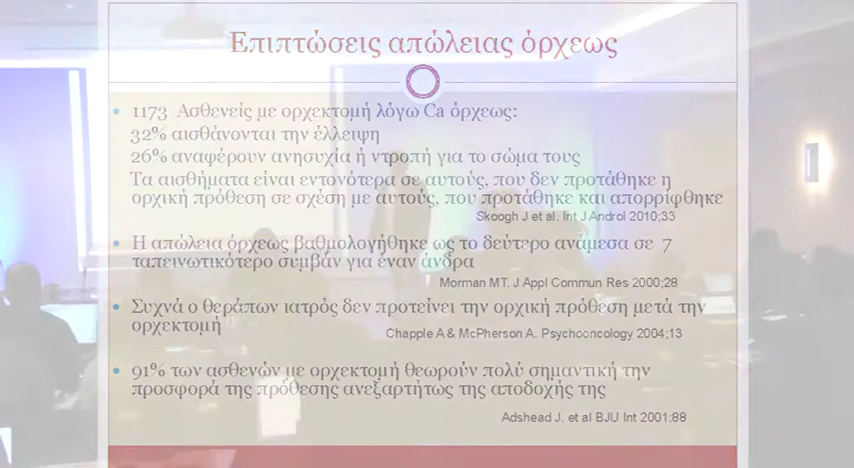 Επιπτώσεις απώλειας όρχεως
• 1173 Ασθενείς με ορχεκτομή λόγω Ca όρχεως:
32% αισθάνονται την έλλειψη
26% αναφέρουν ανησυχία ή ντροπή για το σώμα τους
Τα αισθήματα είναι εντονότερα σε αυτούς, που δεν προτάθηκε η
ορχική πρόθεση σε σχέση με αυτούς, που προτάθηκε και απορρίφθηκε
Skoogh J et al. Int J Androl 2010;33
• Η απώλεια όρχεως βαθμολογήθηκε ως το δεύτερο ανάμεσα σε 7
ταπεινωτικότερο συμβάν για έναν άνδρα
Morman MT. J Appl Commun Res 2000;28
• Συχνά ο θεράπων ιατρός δεν προτείνει την ορχική πρόθεση μετά την
ορχεκτομή
Chapple A & McPherson A. Psychooncology 2004;13
• 91% των ασθενών με ορχεκτομή θεωρούν πολύ σημαντική την
προσφορά της πρόθεσης ανεξαρτήτως της αποδοχής της
Adshead J. et al BJU Int 2001;88